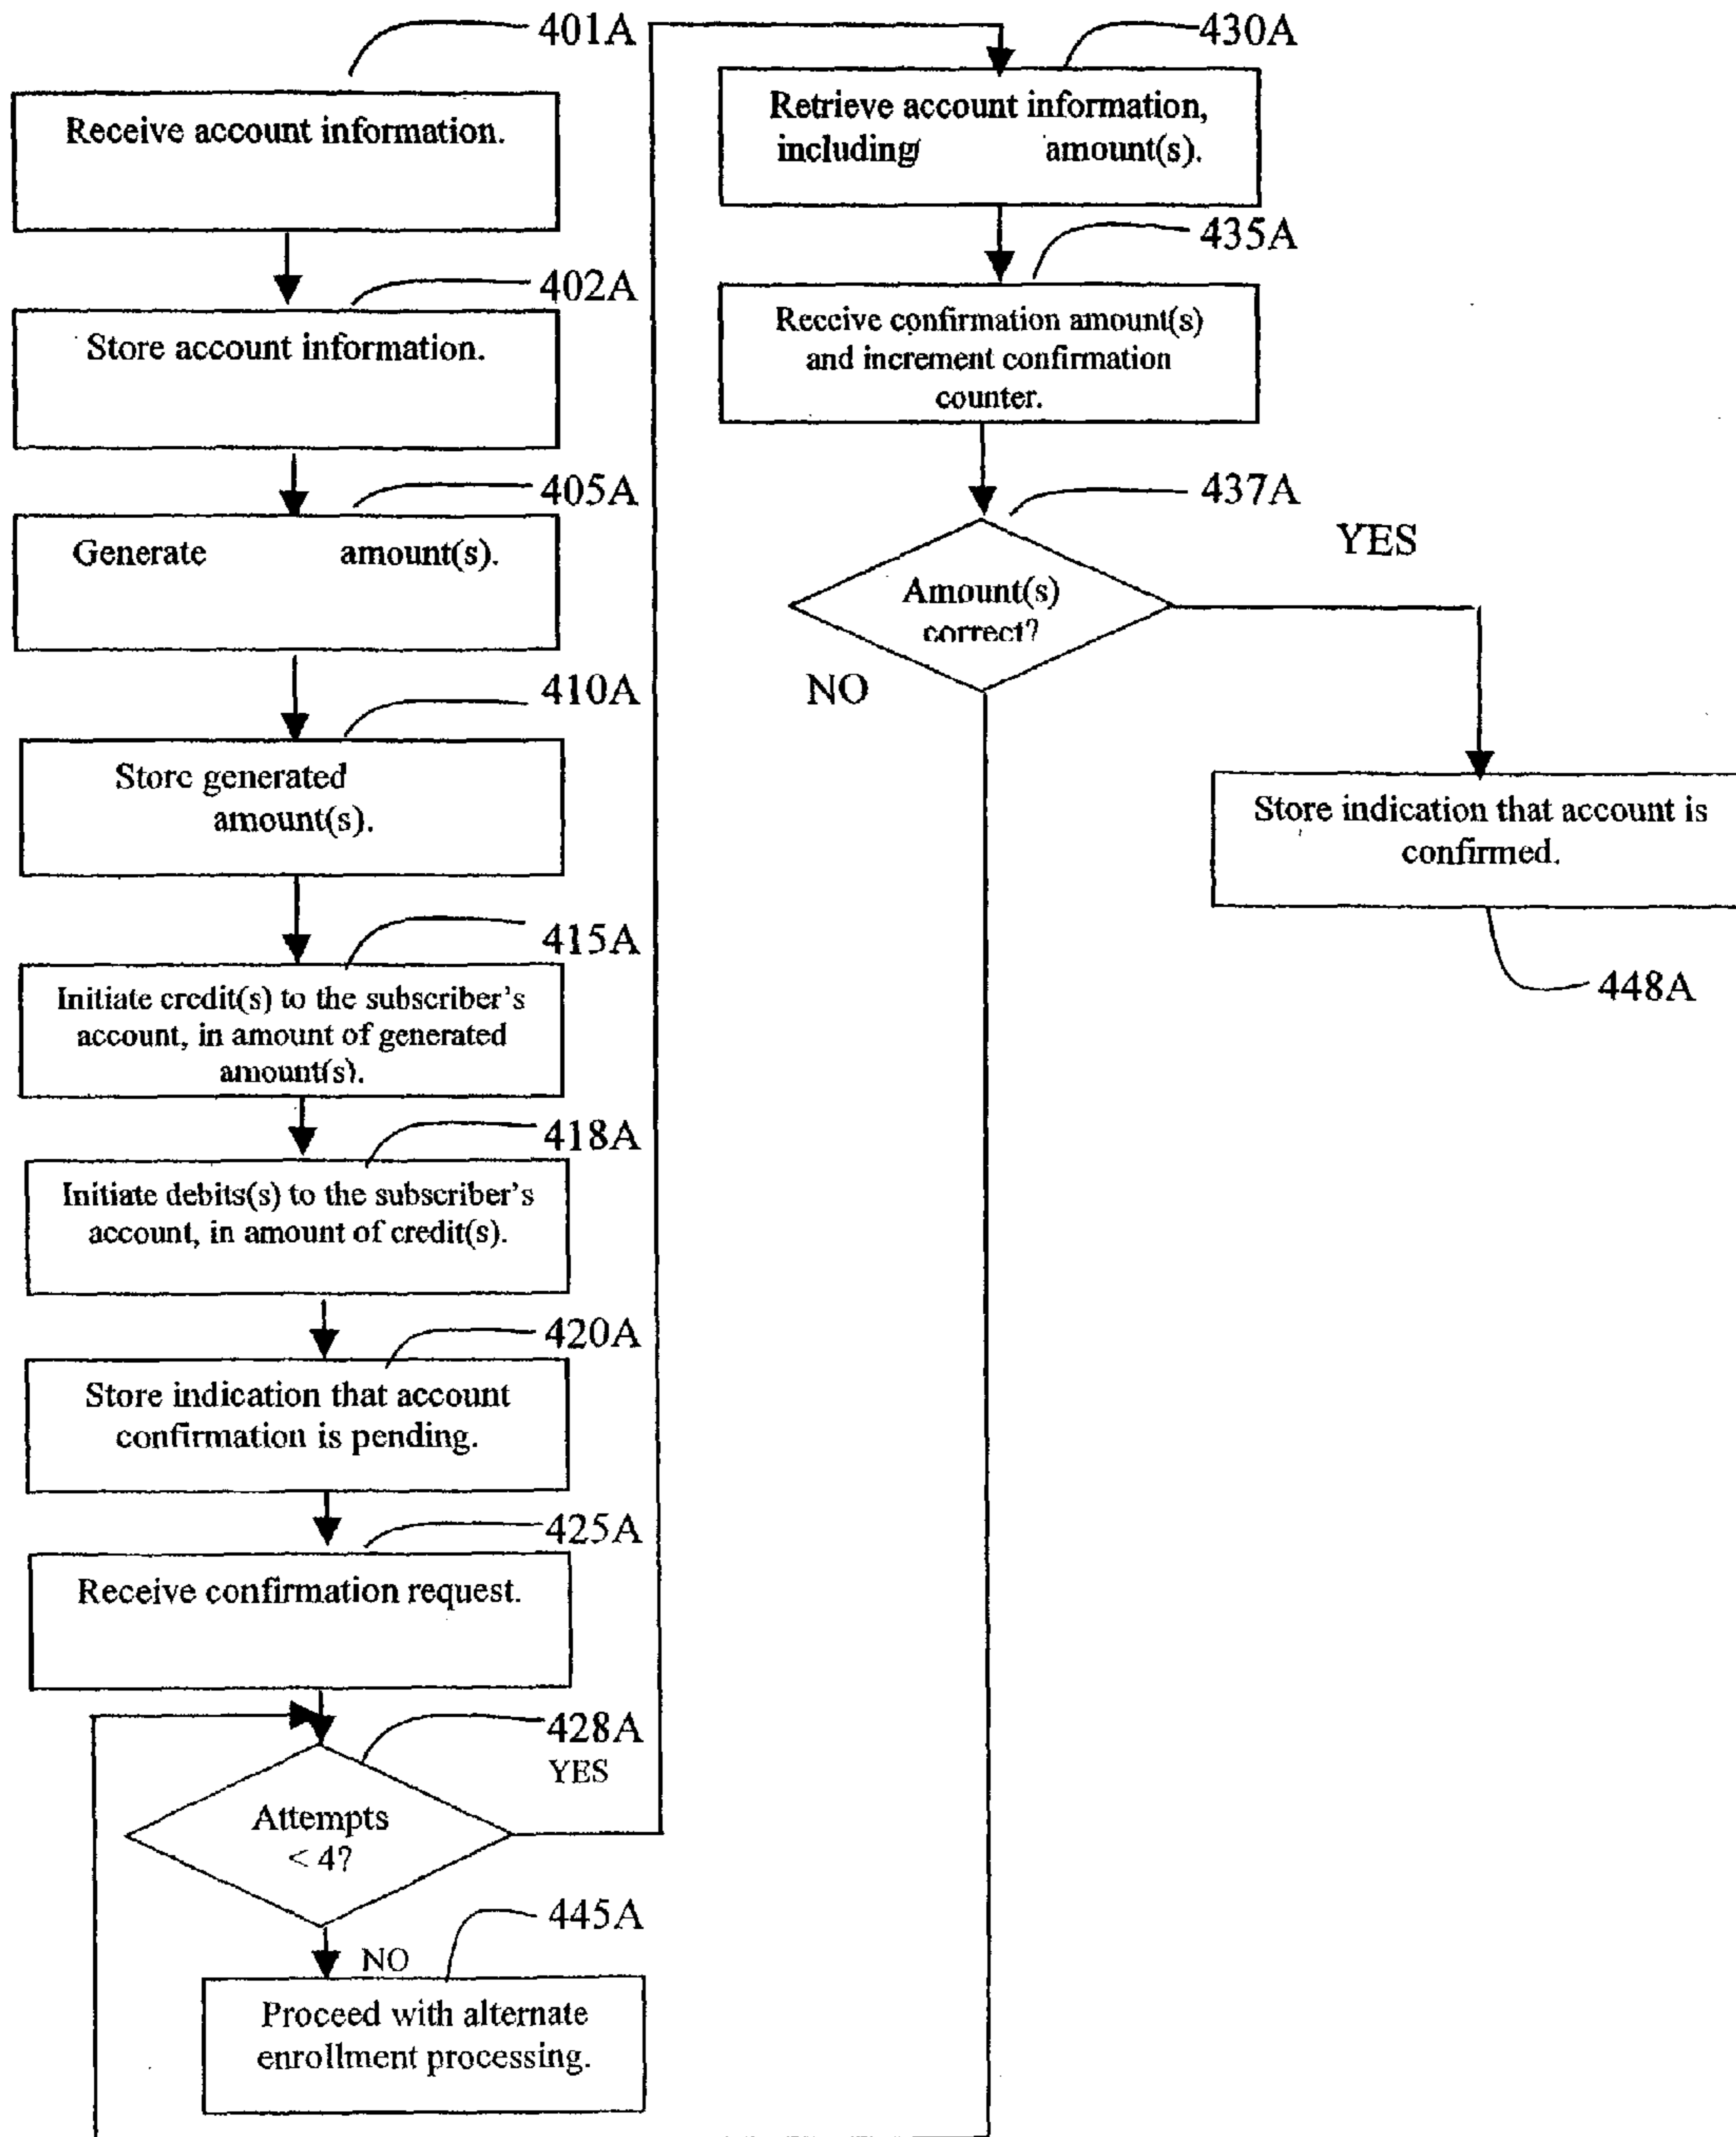 401A
Receive account information.
402A
Store account information.
405A
Generate amount(s).
410A
Store generated
amount(s).
415A
Initiate credit(s) to the subscriber's
account, in amount of generated
amount(s).
418A
Initiate debits(s) to the subscriber's
account, in amount of credit(s).
420A
Store indication that account
confirmation is pending.
425A
Receive confirmation request.
428A
YES
Attempts
< 4?
NO
445A
Proceed with alternate
enrollment processing.
430A
Retrieve account information,
including amount(s).
435A
Receive confirmation amount(s)
and increment confirmation
counter.
437A
YES
Amount(s)
correct?
NO
Store indication that account is
confirmed.
448A